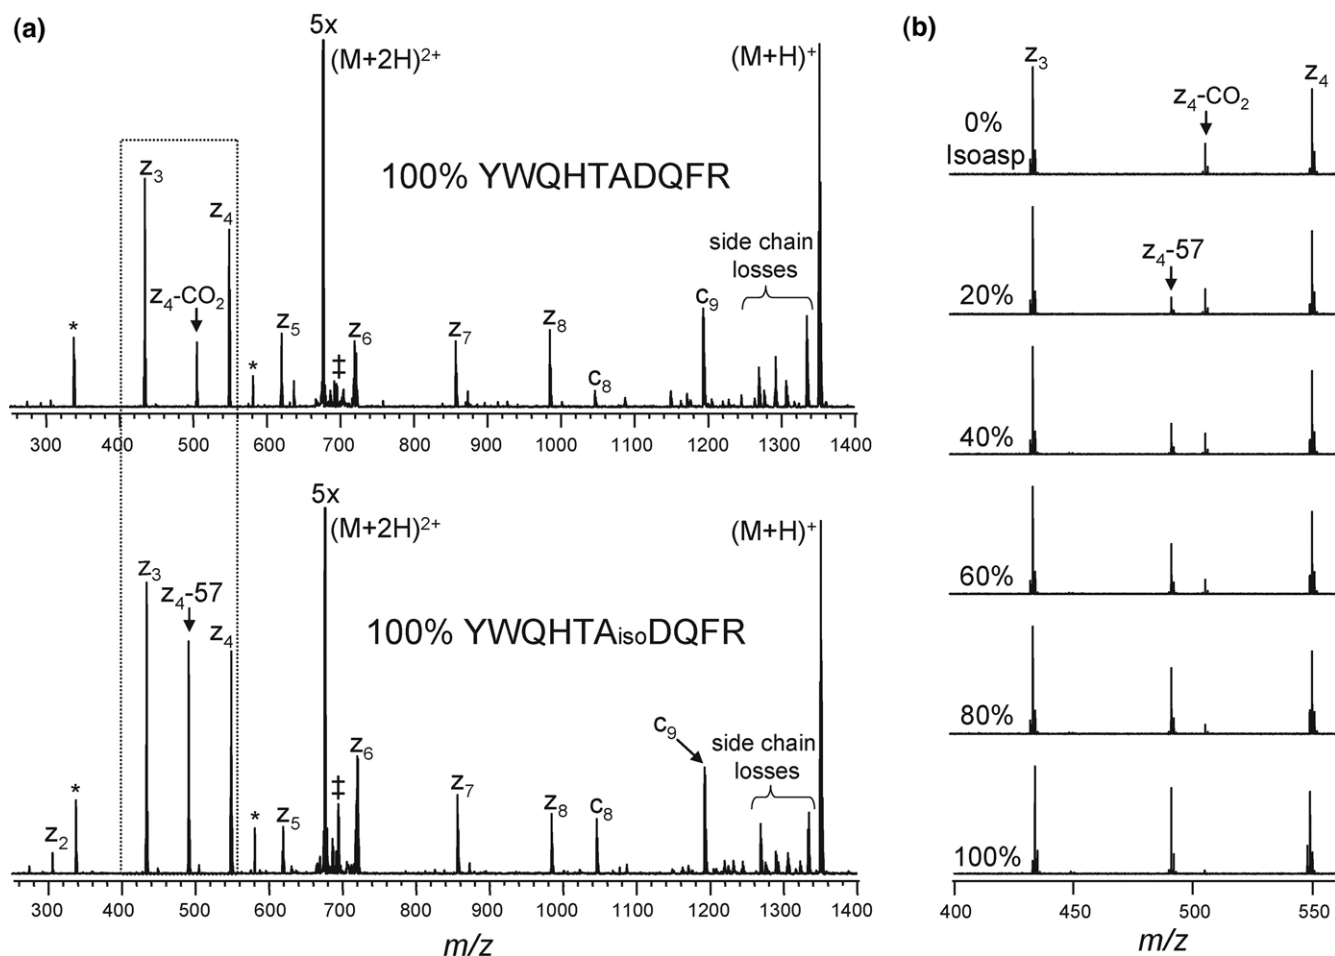 (a)
5x
(M+2H)2+
(M+H)+
100% YWQHTADQFR
z3
z4
z4-CO2
side chain
losses
*
z5
*
‡
z6
z7
z8
c8
c9
300 400 500 600 700 800 900 1000 1100 1200 1300 1400
5x
(M+2H)2+
(M+H)+
100% YWQHTAisoDQFR
z3
z4-57
z4
c9
side chain
losses
z2
*
z5
*
‡
z6
z7
z8
c8
300 400 500 600 700 800 900 1000 1100 1200 1300 1400
m/z
(b)
z3
z4
z4-CO2
0%
Isoasp
z4-57
20%
40%
60%
80%
100%
400 450 500 550
m/z